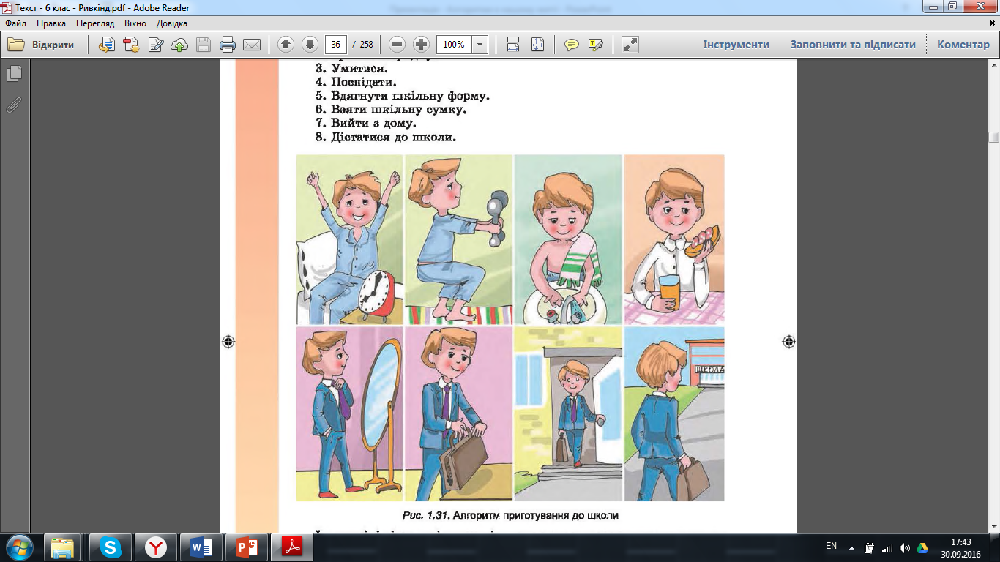 Текст - 6 клас - Ривкінд.pdf - Adobe Reader
Файл Правка Перегляд Вікно Довідка
Відкрити 36 / 258 100% Інструменти Заповнити та підписати Коментар
3. Умитися.
4. Поснідати.
5. Вдягнути шкільну форму.
6. Взяти шкільну сумку.
7. Вийти з дому.
8. Дістатися до школи.
ШКОЛА
Рис. 1.31. Алгоритм приготування до школи
EN 17:43
30.09.2016